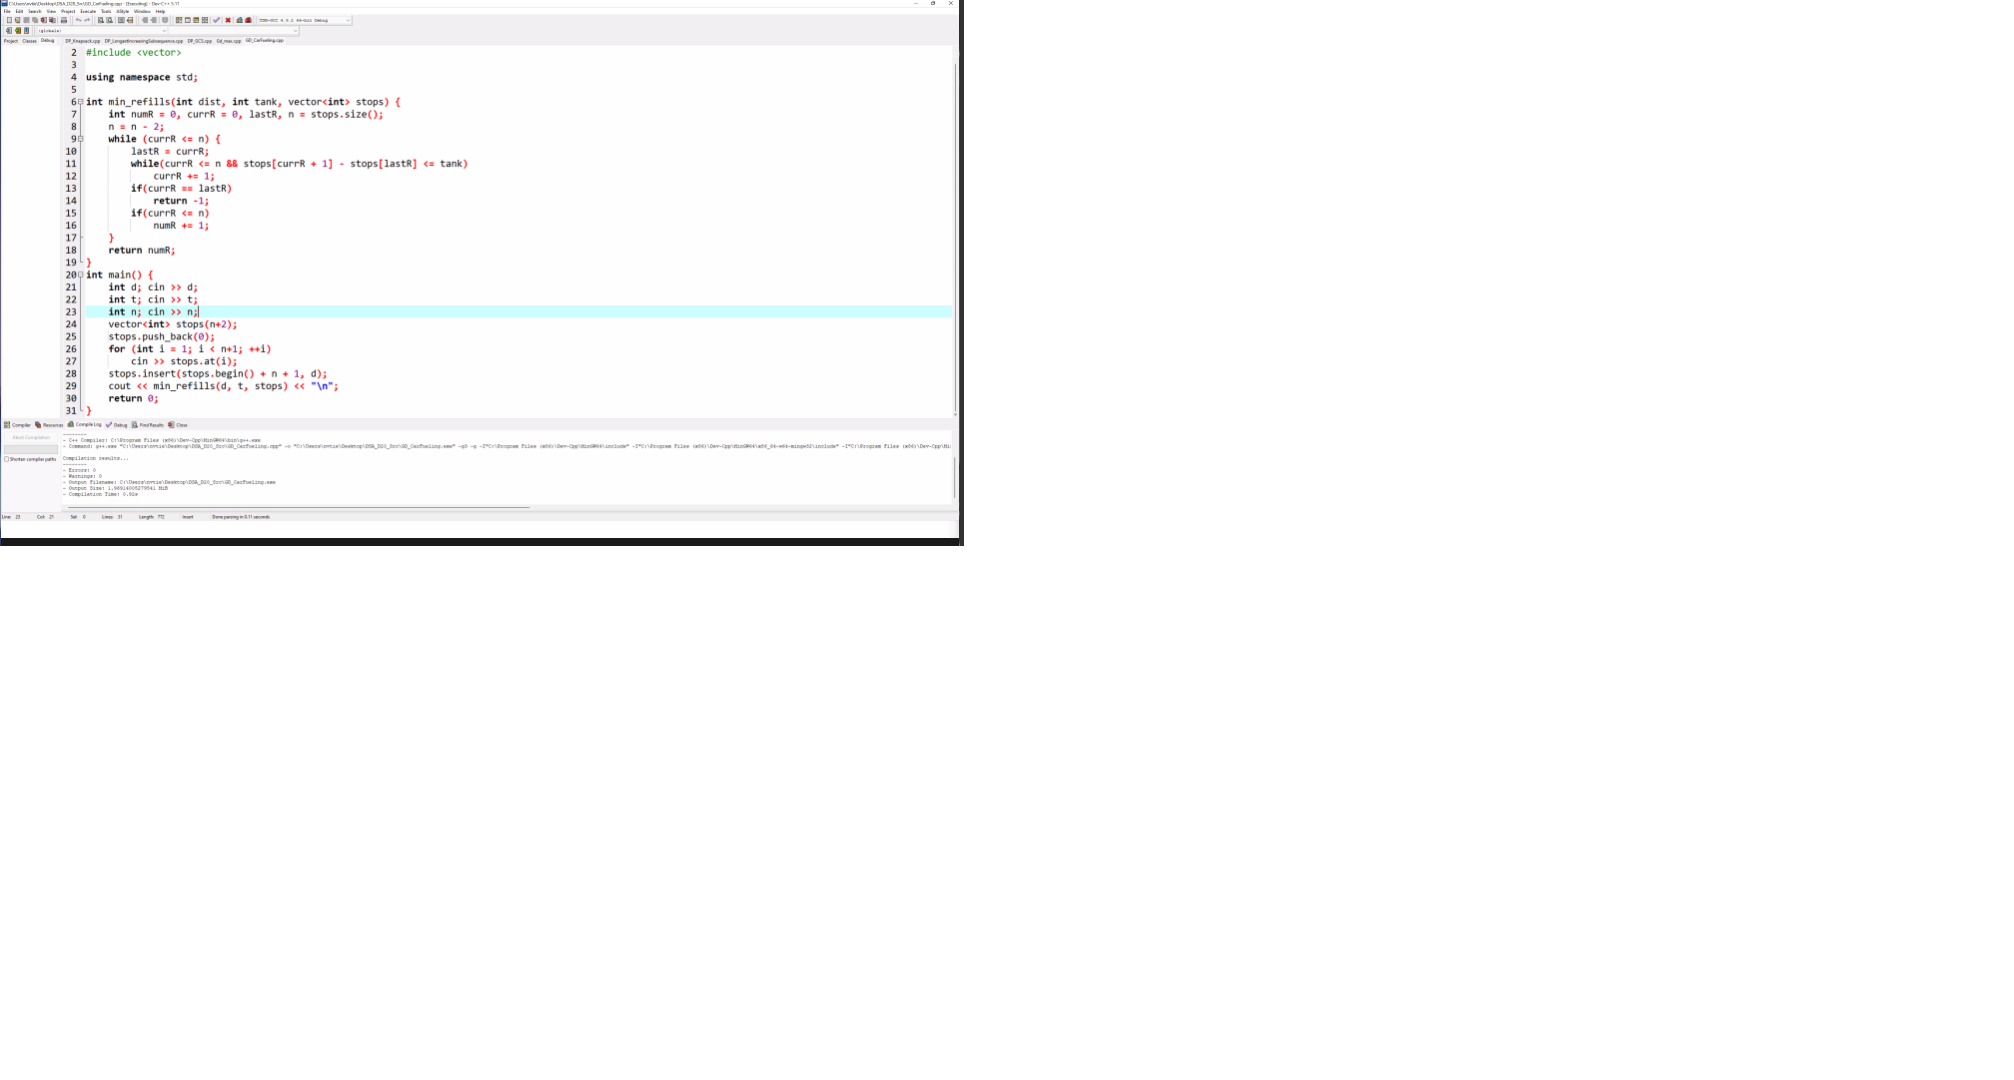 C:\Users\nvtie\Desktop\DSA_D20_Src\GD_CarFueling.cpp - [Executing] - Dev-C++ 5.11
File Edit Search View Project Execute Tools AStyle Window Help
TDM-GCC 4.9.2 64-bit Debug
(globals)
Project Classes Debug DP_Knapsack.cpp DP_LongestIncreasingSubsequence.cpp DP_GCS.cpp Gd_max.cpp GD_CarFueling.cpp
2 #include <vector>
3
4 using namespace std;
5
6 int min_refills(int dist, int tank, vector<int> stops) {
7 int numR = 0, currR = 0, lastR, n = stops.size();
8 n = n - 2;
9 while (currR <= n) {
10 lastR = currR;
11 while(currR <= n && stops[currR + 1] - stops[lastR] <= tank)
12 currR += 1;
13 if(currR == lastR)
14 return -1;
15 if(currR <= n)
16 numR += 1;
17 }
18 return numR;
19 }
20 int main() {
21 int d; cin >> d;
22 int t; cin >> t;
23 int n; cin >> n;
24 vector<int> stops(n+2);
25 stops.push_back(0);
26 for (int i = 1; i < n+1; ++i)
27 cin >> stops.at(i);
28 stops.insert(stops.begin() + n + 1, d);
29 cout << min_refills(d, t, stops) << "\n";
30 return 0;
31 }
Compiler Resources Compile Log Debug Find Results Close
Abort Compilation
Shorten compiler paths
--------
- C++ Compiler: C:\Program Files (x86)\Dev-Cpp\MinGW64\bin\g++.exe
- Command: g++.exe "C:\Users\nvtie\Desktop\DSA_D20_Src\GD_CarFueling.cpp" -o "C:\Users\nvtie\Desktop\DSA_D20_Src\GD_CarFueling.exe" -g3 -g -I"C:\Program Files (x86)\Dev-Cpp\MinGW64\include" -I"C:\Program Files (x86)\Dev-Cpp\MinGW64\x86_64-w64-mingw32\include" -I"C:\Program Files (x86)\Dev-Cpp\Mi
Compilation results...
--------
- Errors: 0
- Warnings: 0
- Output Filename: C:\Users\nvtie\Desktop\DSA_D20_Src\GD_CarFueling.exe
- Output Size: 1.96914005279541 MiB
- Compilation Time: 0.92s
Line: 23 Col: 21 Sel: 0 Lines: 31 Length: 772 Insert Done parsing in 0.11 seconds